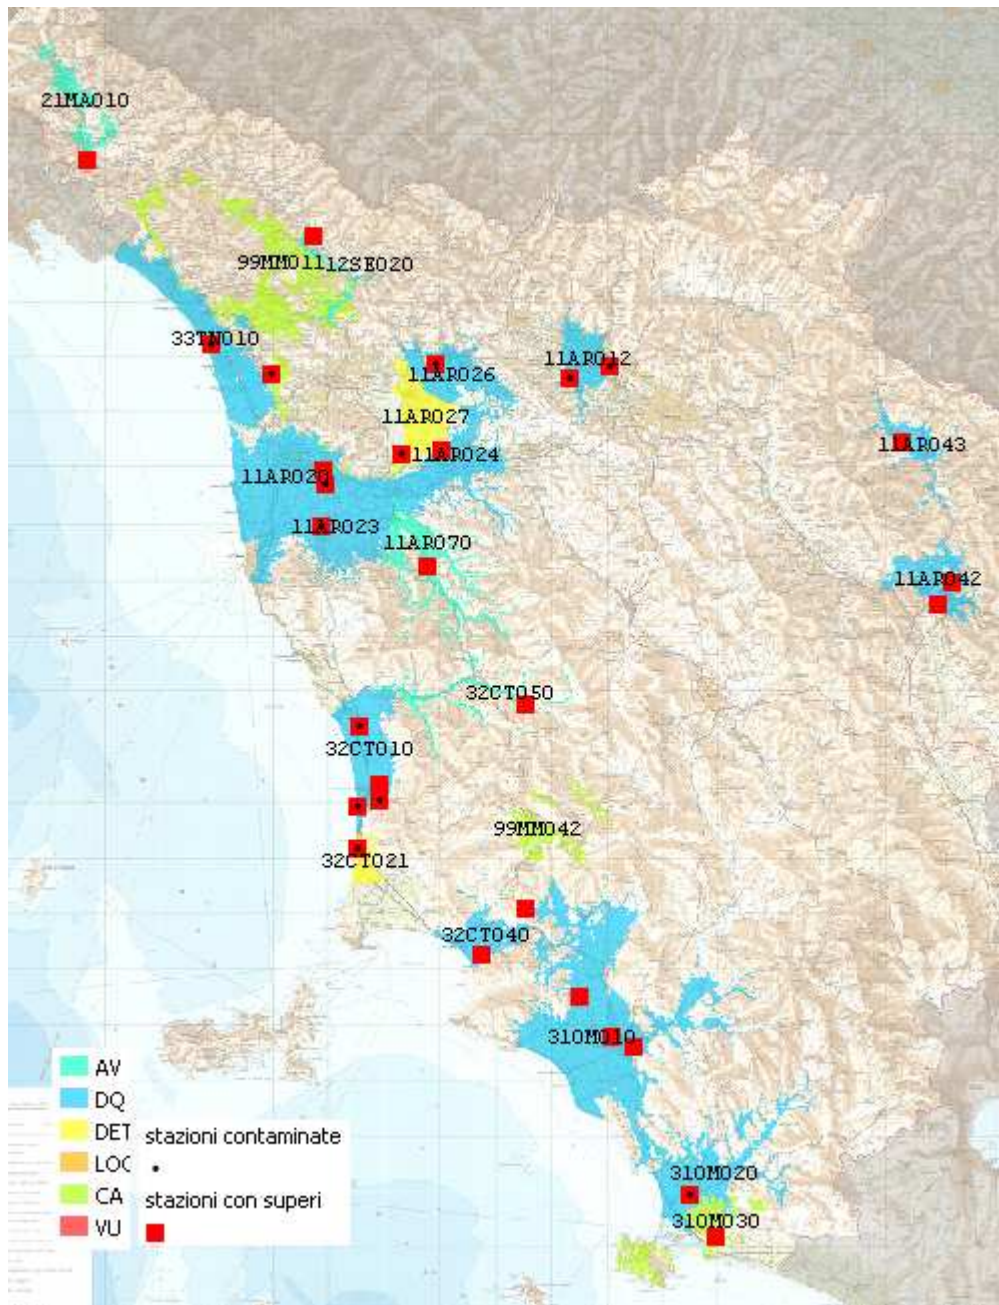 21MA010
99MM011
12SE020
33TN010
11AR012
11AR026
11AR027
11AR043
11AR024
11AR020
11AR023
11AR070
11AR042
32CT050
32CT010
99MM042
32CT021
32CT040
31OM010
31OM020
31OM030
AV
DQ
DET
LOC
CA
VU
stazioni contaminate
stazioni con superi